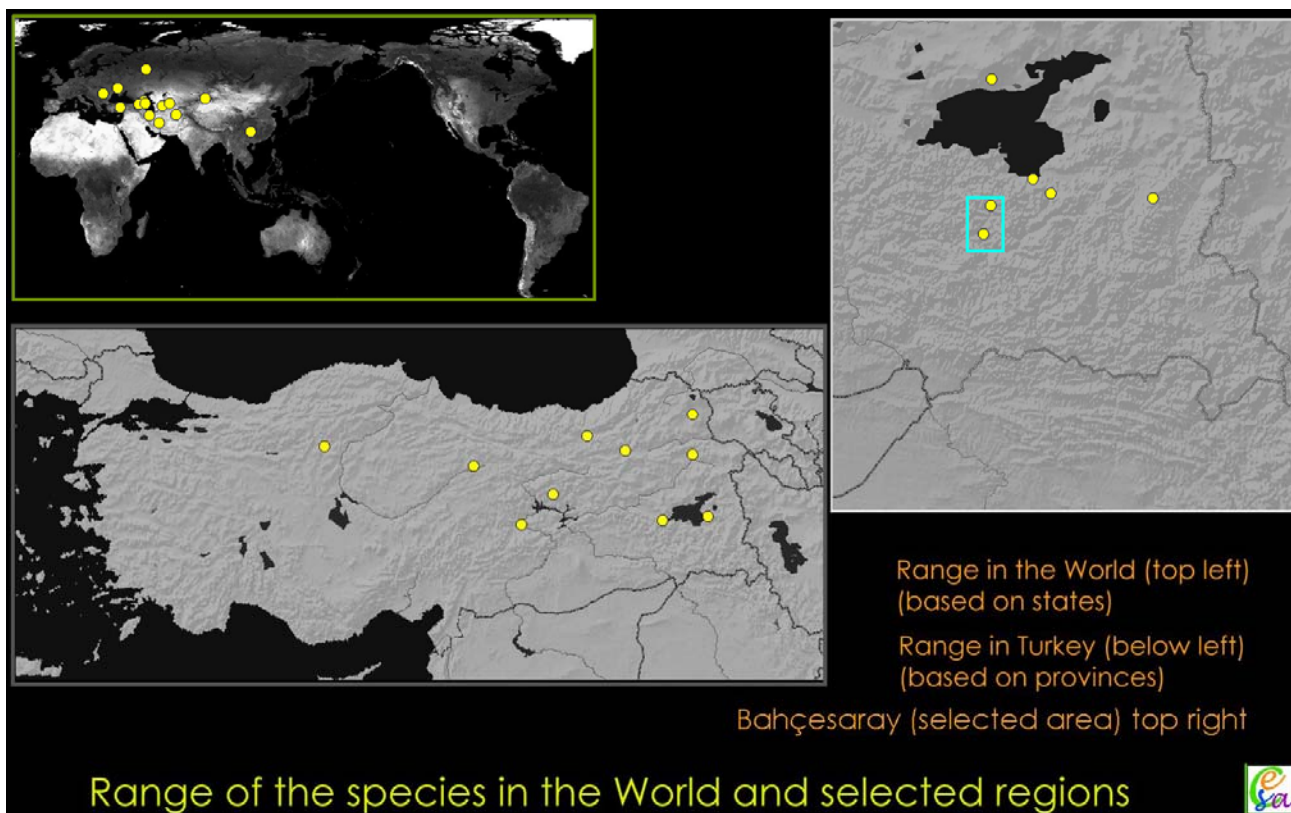 Range in the World (top left)
(based on states)
Range in Turkey (below left)
(based on provinces)
Bahçesaray (selected area) top right
Range of the species in the World and selected regions
esa